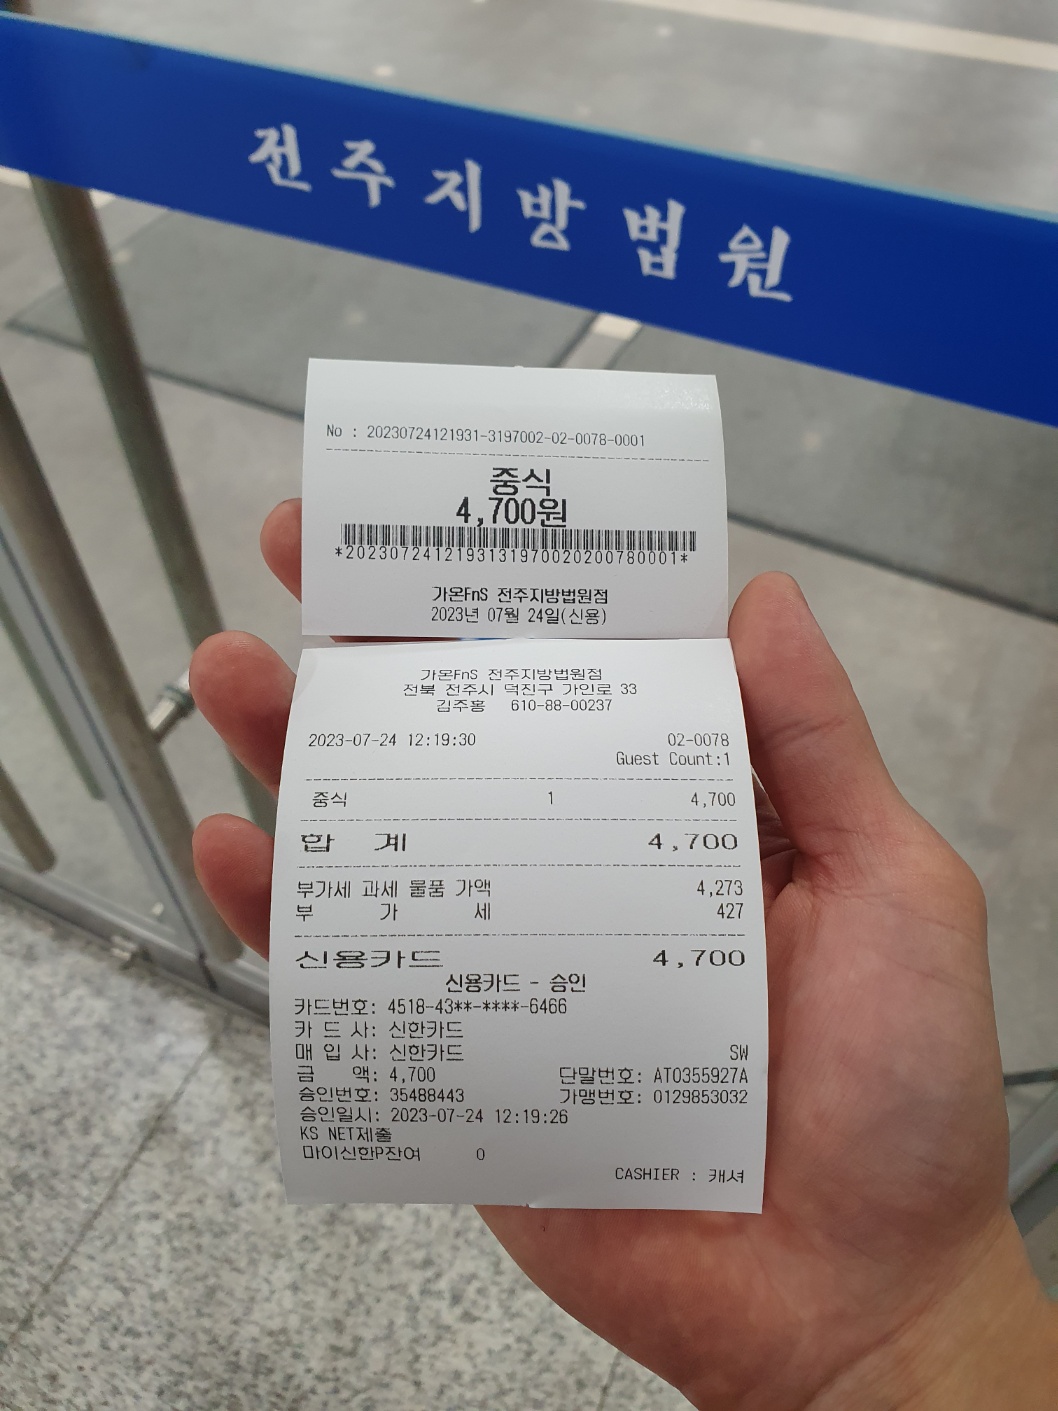 전주지방법원
No : 20230724121931-3197002-02-0078-0001
중식
4,700원
*2023072412193131970020200780001*
가온FnS 전주지방법원점
2023년 07월 24일(신용)
가온FnS 전주지방법원점
전북 전주시 덕진구 가인로 33
김주홍 610-88-00237
2023-07-24 12:19:30 02-0078
Guest Count:1
중식 1 4,700
합 계 4,700
부가세 과세 물품 가액 4,273
부 가 세 427
신용카드 4,700
신용카드 - 승인
카드번호: 4518-43**-****-6466
카 드 사: 신한카드
매 입 사: 신한카드 SW
금 액: 4,700 단말번호: AT0355927A
승인번호: 35488443 가맹번호: 0129853032
승인일시: 2023-07-24 12:19:26
KS NET제출
마이신한P잔여 0
CASHIER : 캐셔